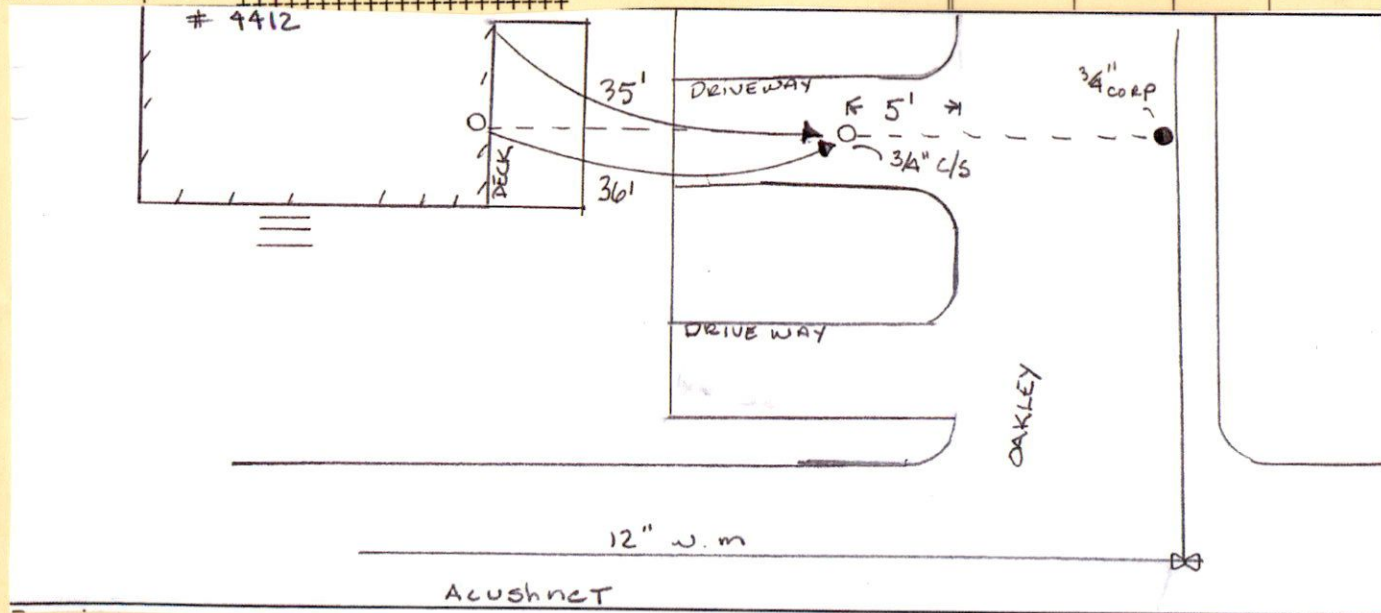 # 4412
35'
DRIVEWAY
5'
3/4" CORP
3/4" C/S
DECK
36'
DRIVE WAY
OAKLEY
12" w.m
Acushnet